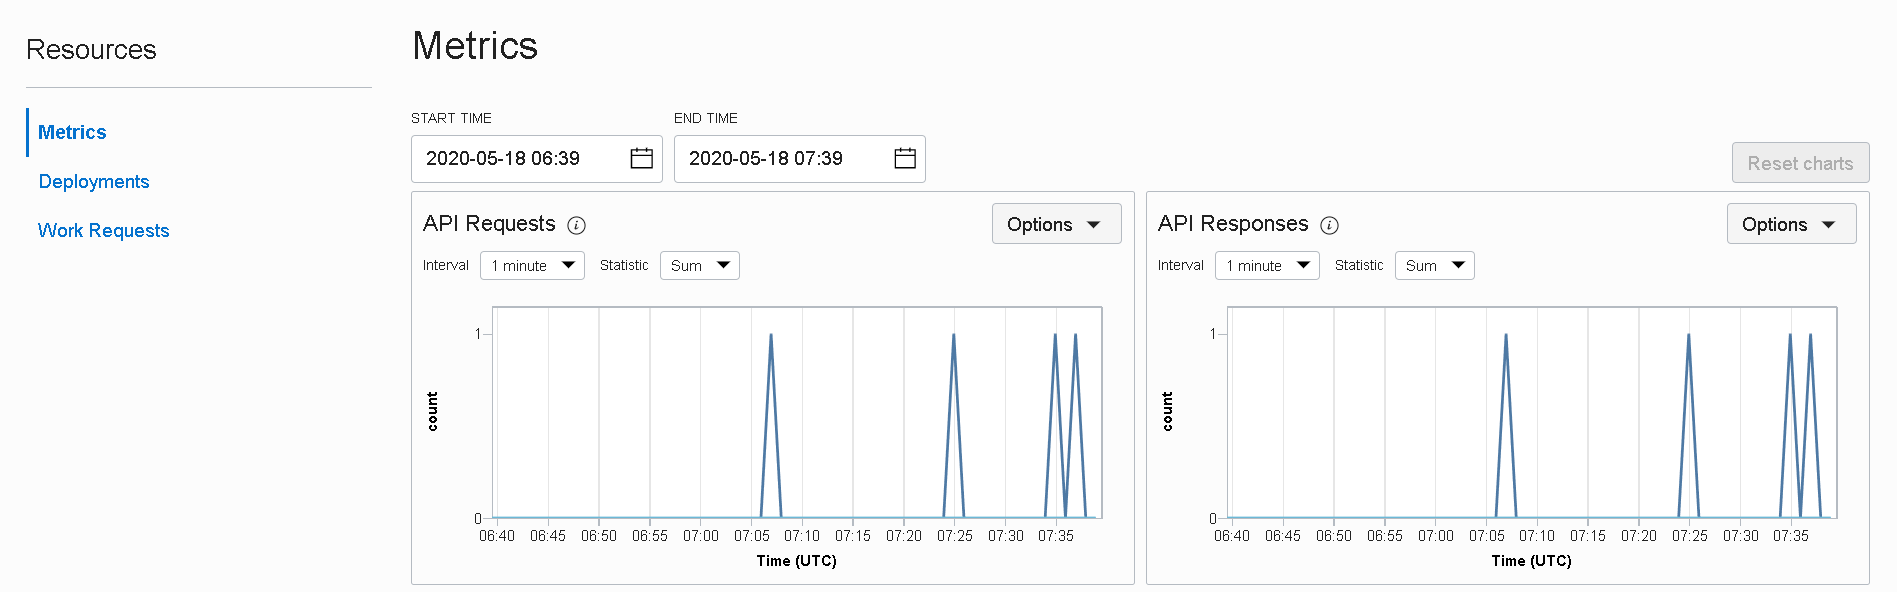 Resources
Metrics
Deployments
Work Requests
Metrics
START TIME END TIME
2020-05-18 06:39 2020-05-18 07:39
Reset charts
API Requests i Options
Interval 1 minute Statistic Sum
1
count
0
06:40 06:45 06:50 06:55 07:00 07:05 07:10 07:15 07:20 07:25 07:30 07:35
Time (UTC)
API Responses i Options
Interval 1 minute Statistic Sum
1
count
0
06:40 06:45 06:50 06:55 07:00 07:05 07:10 07:15 07:20 07:25 07:30 07:35
Time (UTC)